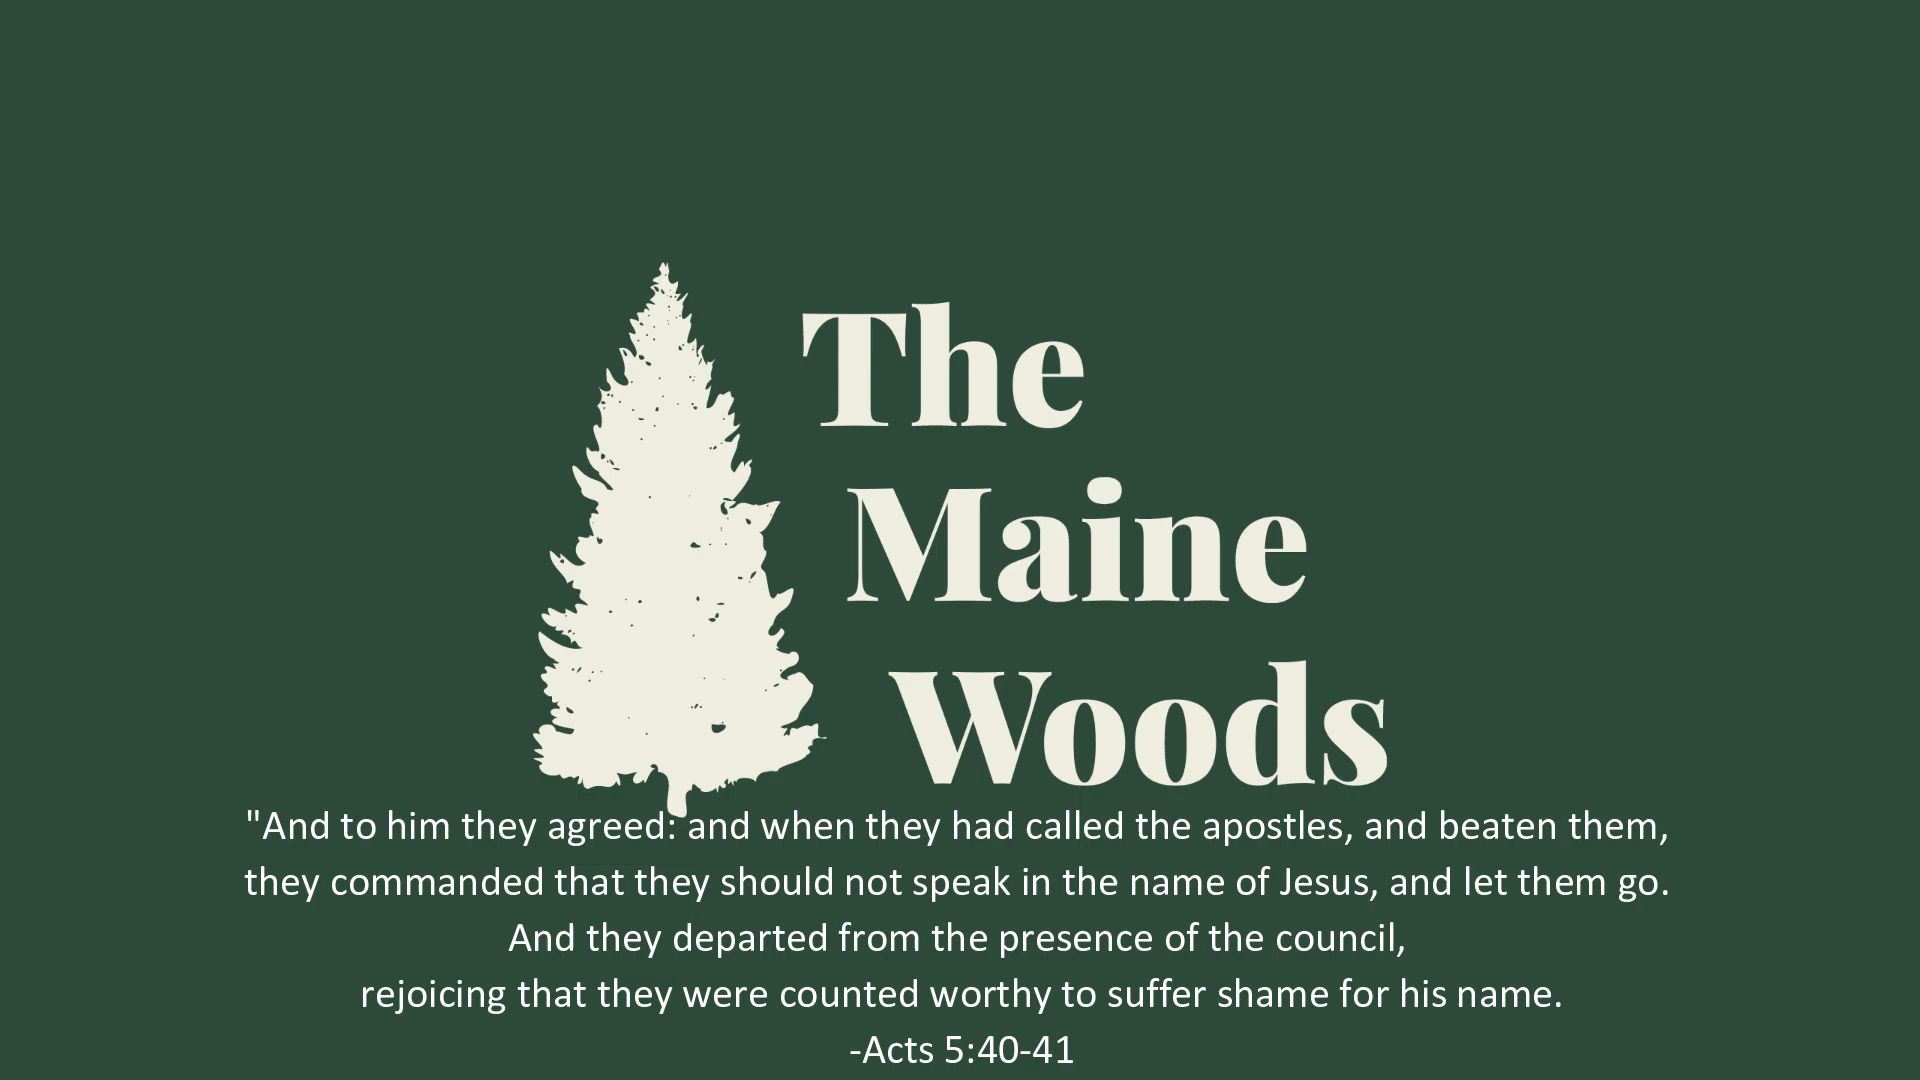 The
Maine
Woods
"And to him they agreed: and when they had called the apostles, and beaten them,
they commanded that they should not speak in the name of Jesus, and let them go.
And they departed from the presence of the council,
rejoicing that they were counted worthy to suffer shame for his name.
-Acts 5:40-41